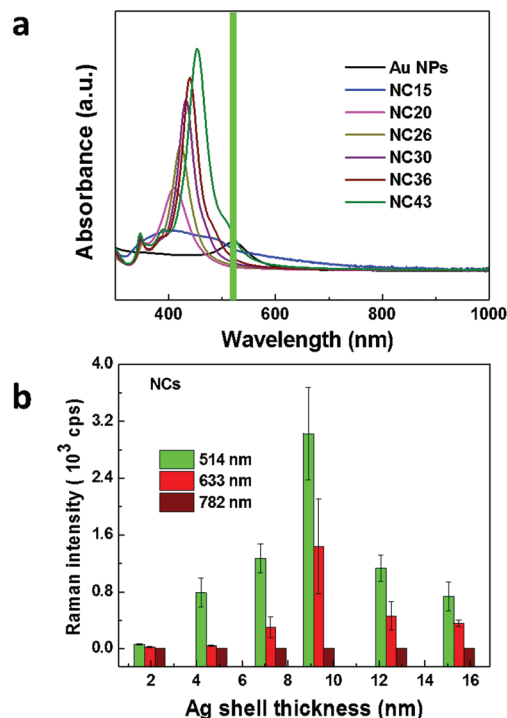 a
Absorbance (a.u.)
Au NPs
NC15
NC20
NC26
NC30
NC36
NC43
400 600 800 1000
Wavelength (nm)
b
Raman intensity ( 10³ cps)
4.0
3.2
2.4
1.6
0.8
0.0
NCs
514 nm
633 nm
782 nm
2 4 6 8 10 12 14 16
Ag shell thickness (nm)